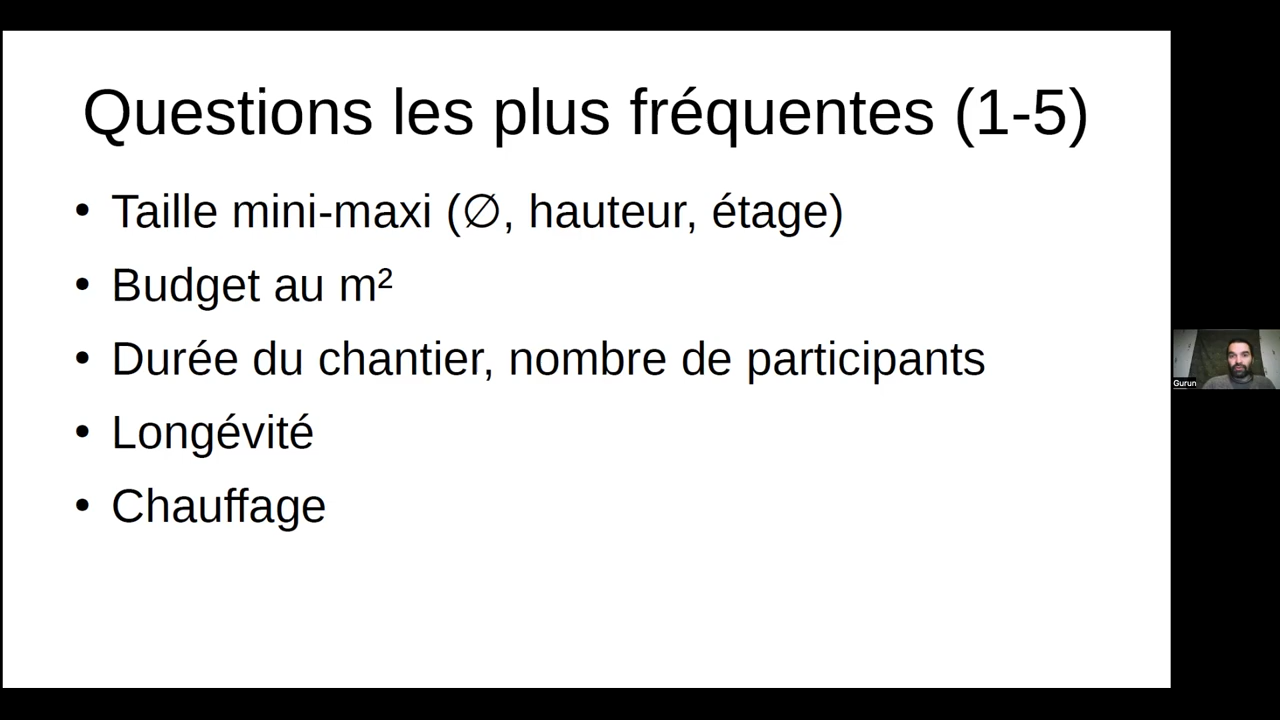 Questions les plus fréquentes (1-5)
• Taille mini-maxi (∅, hauteur, étage)
• Budget au m²
• Durée du chantier, nombre de participants
• Longévité
• Chauffage
Gurun